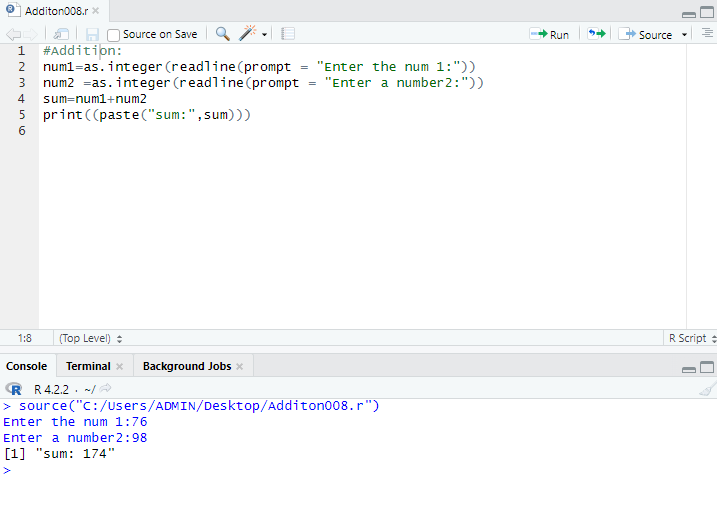 Additon008.r
Source on Save
Run
Source
1 #Addition:
2 num1=as.integer(readline(prompt = "Enter the num 1:"))
3 num2 =as.integer(readline(prompt = "Enter a number2:"))
4 sum=num1+num2
5 print((paste("sum:",sum)))
6
1:8 (Top Level) R Script
Console Terminal Background Jobs
R R 4.2.2 · ~/
> source("C:/Users/ADMIN/Desktop/Additon008.r")
Enter the num 1:76
Enter a number2:98
[1] "sum: 174"
>